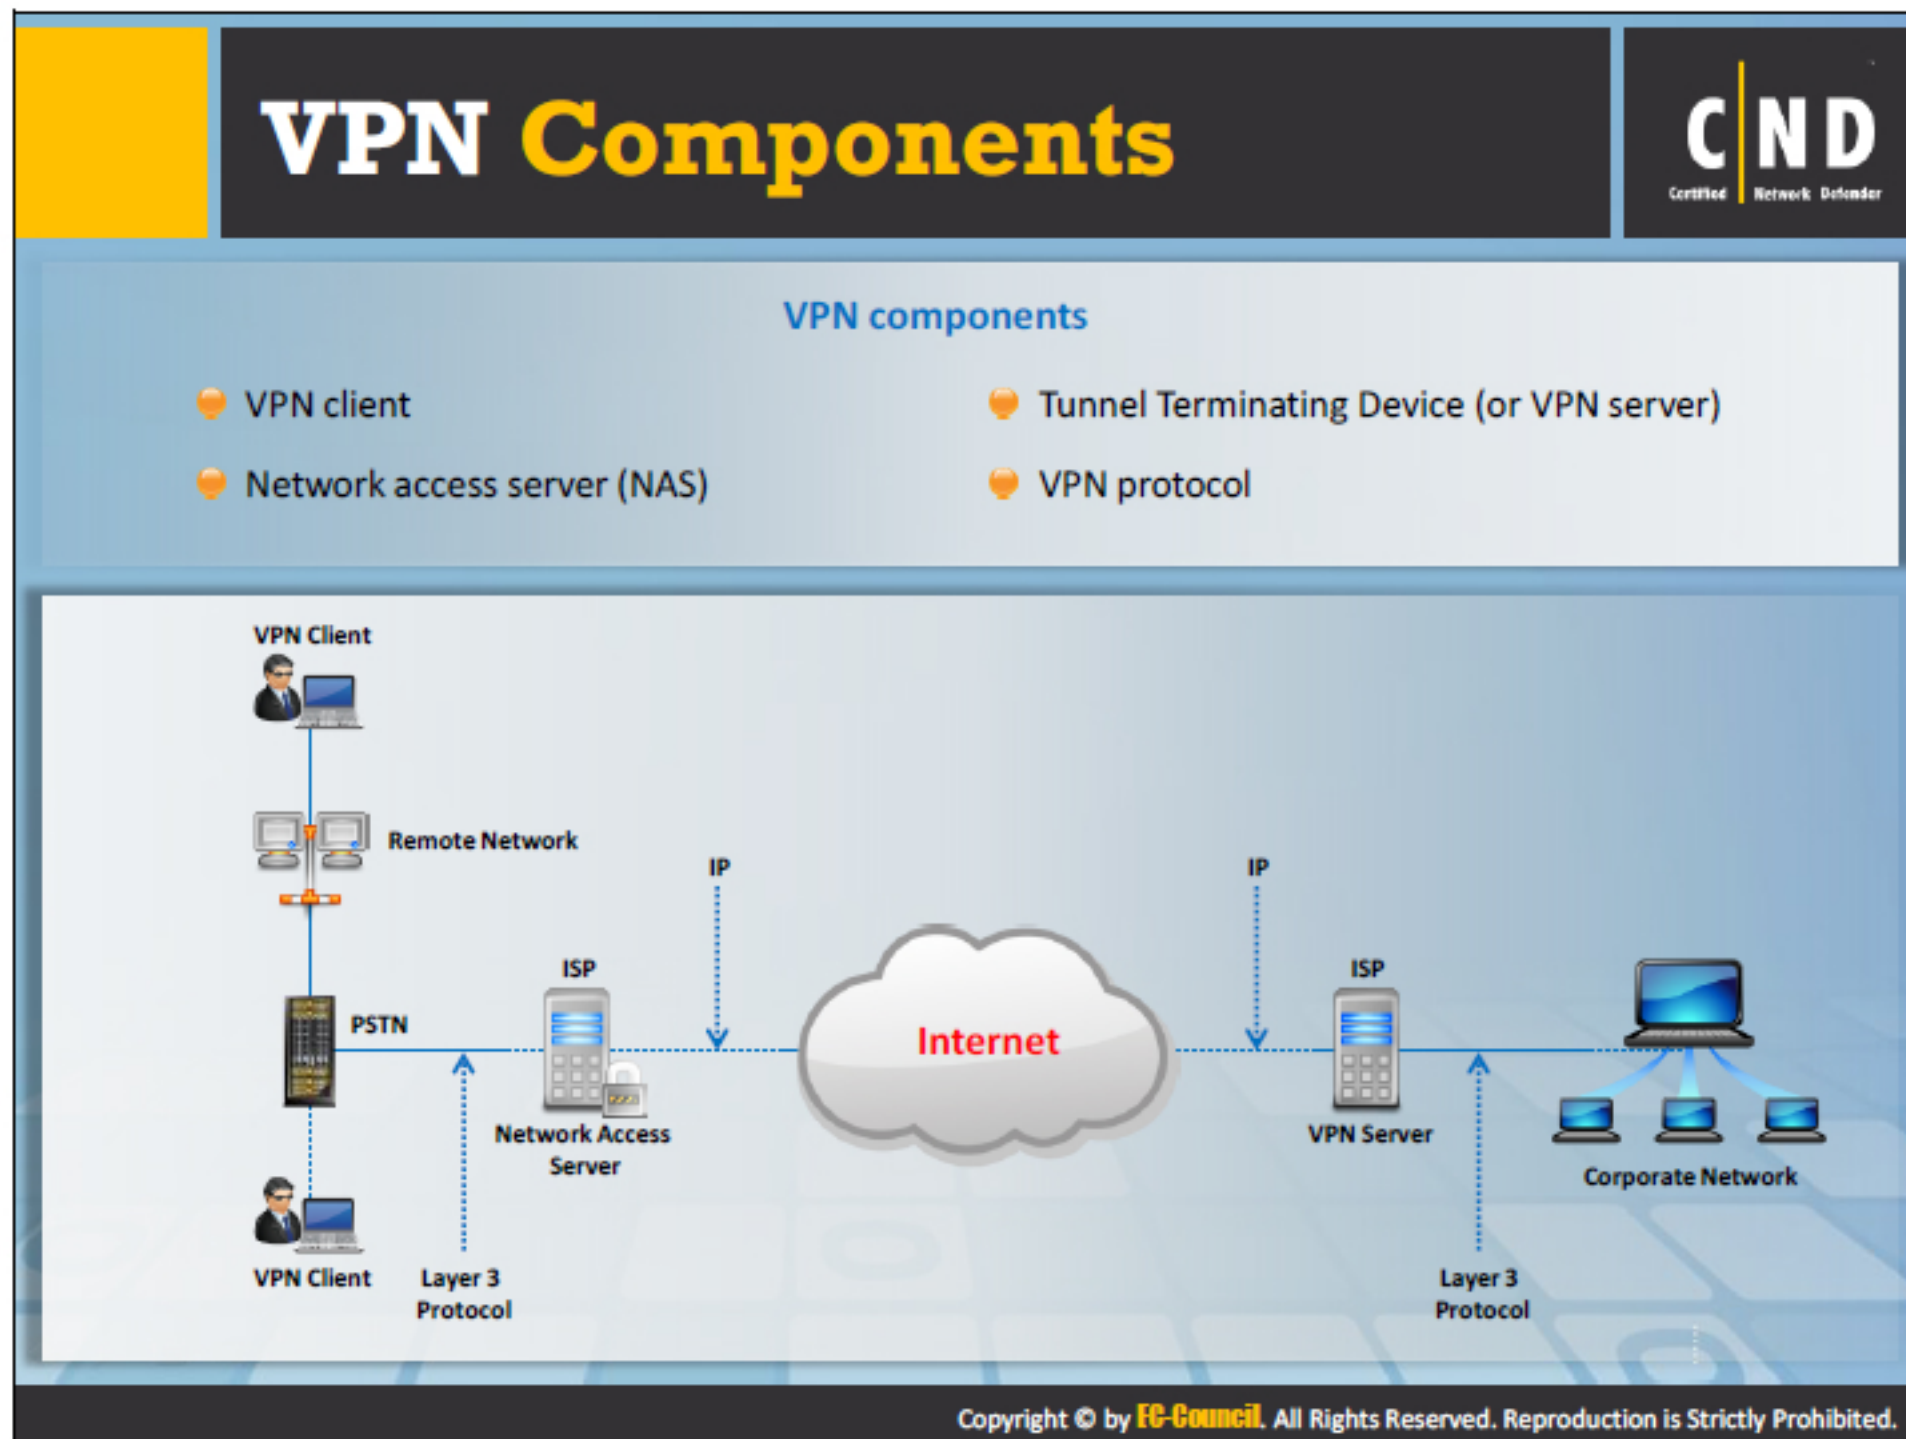 VPN Components
C|ND
Certified Network Defender
VPN components
VPN client
Network access server (NAS)
Tunnel Terminating Device (or VPN server)
VPN protocol
VPN Client
Remote Network
IP
IP
ISP
ISP
PSTN
Internet
Network Access
Server
VPN Server
Corporate Network
VPN Client
Layer 3
Protocol
Layer 3
Protocol
Copyright © by EC-Council. All Rights Reserved. Reproduction is Strictly Prohibited.